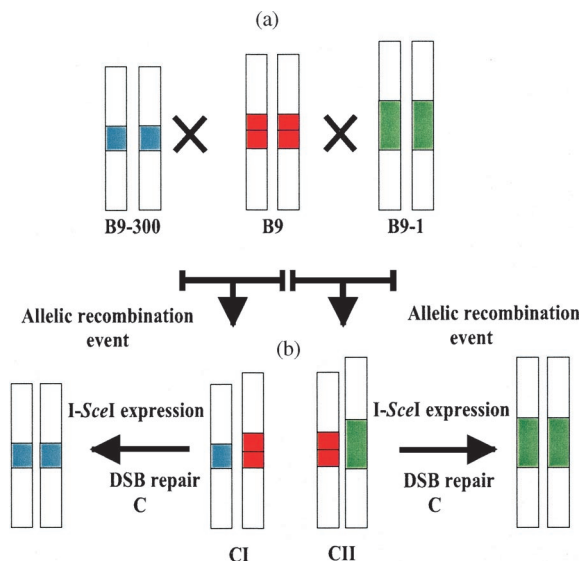 (a)
B9-300
B9
B9-1
Allelic recombination
event
Allelic recombination
event
(b)
I-SceI expression
DSB repair
C
I-SceI expression
DSB repair
C
CI
CII